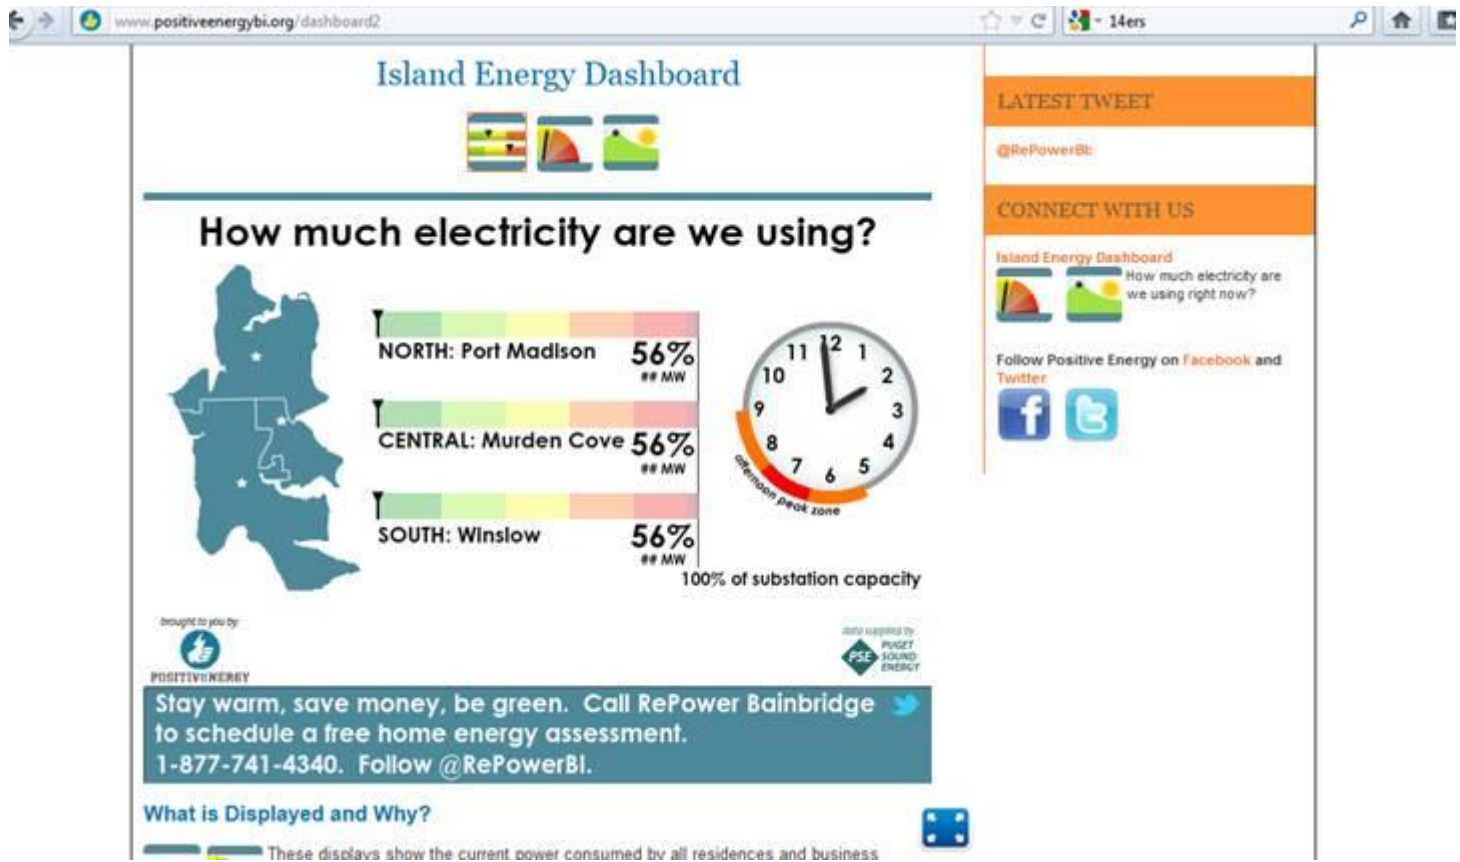 www.positiveenergybi.org/dashboard2
14ers
Island Energy Dashboard
How much electricity are we using?
NORTH: Port Madison 56%
## MW
CENTRAL: Murden Cove 56%
## MW
SOUTH: Winslow 56%
## MW
100% of substation capacity
12
1
2
3
4
5
6
7
8
9
10
11
afternoon peak zone
brought to you by
POSITIVENERGY
data supplied by
PSE
PUGET
SOUND
ENERGY
Stay warm, save money, be green. Call RePower Bainbridge
to schedule a free home energy assessment.
1-877-741-4340. Follow @RePowerBI.
What is Displayed and Why?
These displays show the current power consumed by all residences and business
LATEST TWEET
@RePowerBI:
CONNECT WITH US
Island Energy Dashboard
How much electricity are
we using right now?
Follow Positive Energy on Facebook and
Twitter